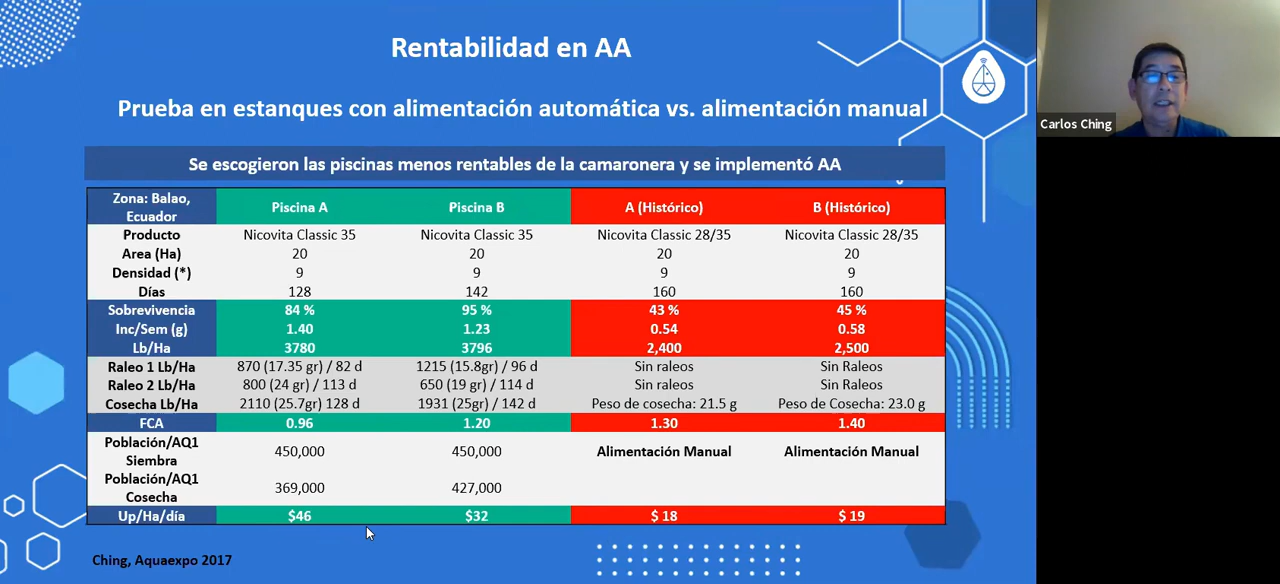 Rentabilidad en AA
Prueba en estanques con alimentación automática vs. alimentación manual
Carlos Ching
Se escogieron las piscinas menos rentables de la camaronera y se implementó AA
Zona: Balao, Ecuador Piscina A Piscina B A (Histórico) B (Histórico)
Producto Nicovita Classic 35 Nicovita Classic 35 Nicovita Classic 28/35 Nicovita Classic 28/35
Area (Ha) 20 20 20 20
Densidad (*) 9 9 9 9
Días 128 142 160 160
Sobrevivencia 84 % 95 % 43 % 45 %
Inc/Sem (g) 1.40 1.23 0.54 0.58
Lb/Ha 3780 3796 2,400 2,500
Raleo 1 Lb/Ha 870 (17.35 gr) / 82 d 1215 (15.8gr) / 96 d Sin raleos Sin Raleos
Raleo 2 Lb/Ha 800 (24 gr) / 113 d 650 (19 gr) / 114 d Sin raleos Sin Raleos
Cosecha Lb/Ha 2110 (25.7gr) 128 d 1931 (25gr) / 142 d Peso de cosecha: 21.5 g Peso de Cosecha: 23.0 g
FCA 0.96 1.20 1.30 1.40
Población/AQ1 Siembra 450,000 450,000 Alimentación Manual Alimentación Manual
Población/AQ1 Cosecha 369,000 427,000
Up/Ha/día $46 $32 $ 18 $ 19
Ching, Aquaexpo 2017